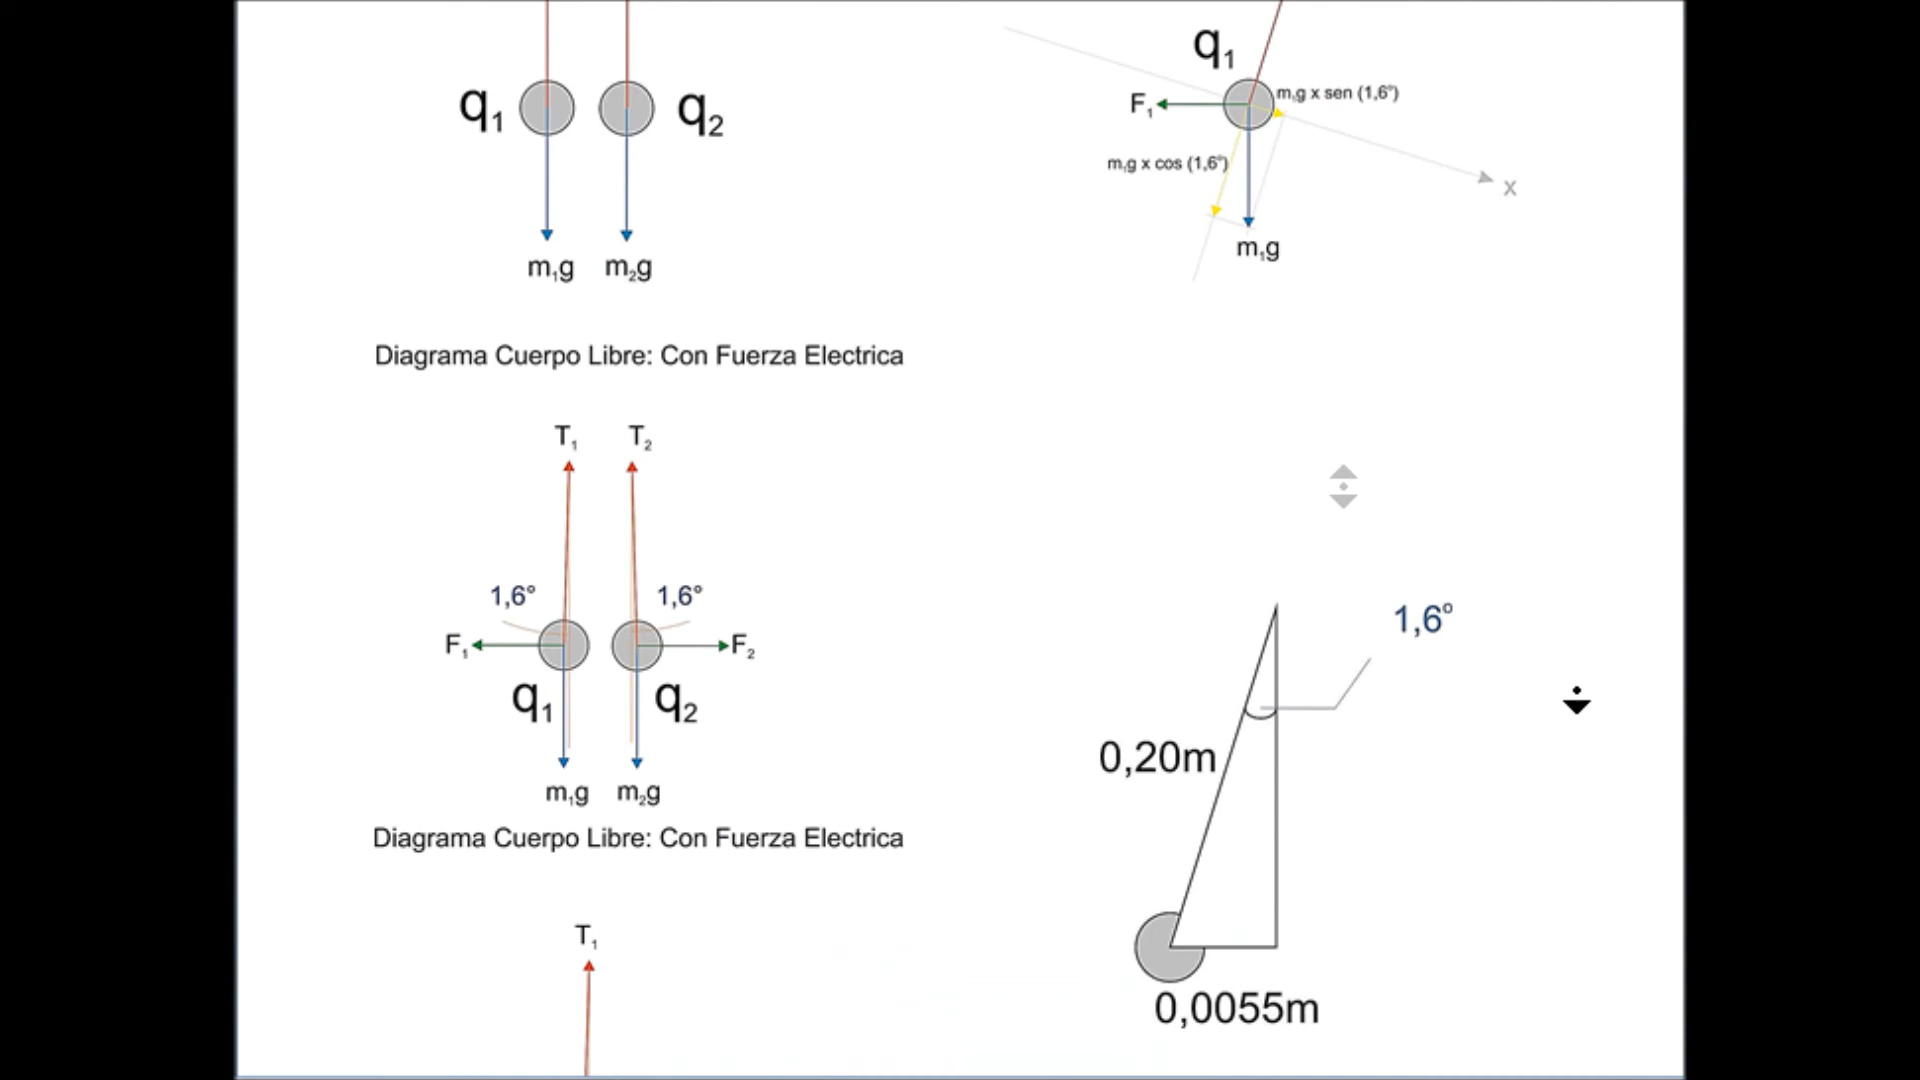 q₁ q₂
m₁g m₂g
Diagrama Cuerpo Libre: Con Fuerza Electrica
T₁ T₂
1,6° 1,6°
F₁ F₂
q₁ q₂
m₁g m₂g
Diagrama Cuerpo Libre: Con Fuerza Electrica
T₁
q₁
F₁
m₁g x sen (1,6°)
m₁g x cos (1,6°)
x
m₁g
1,6°
0,20m
0,0055m